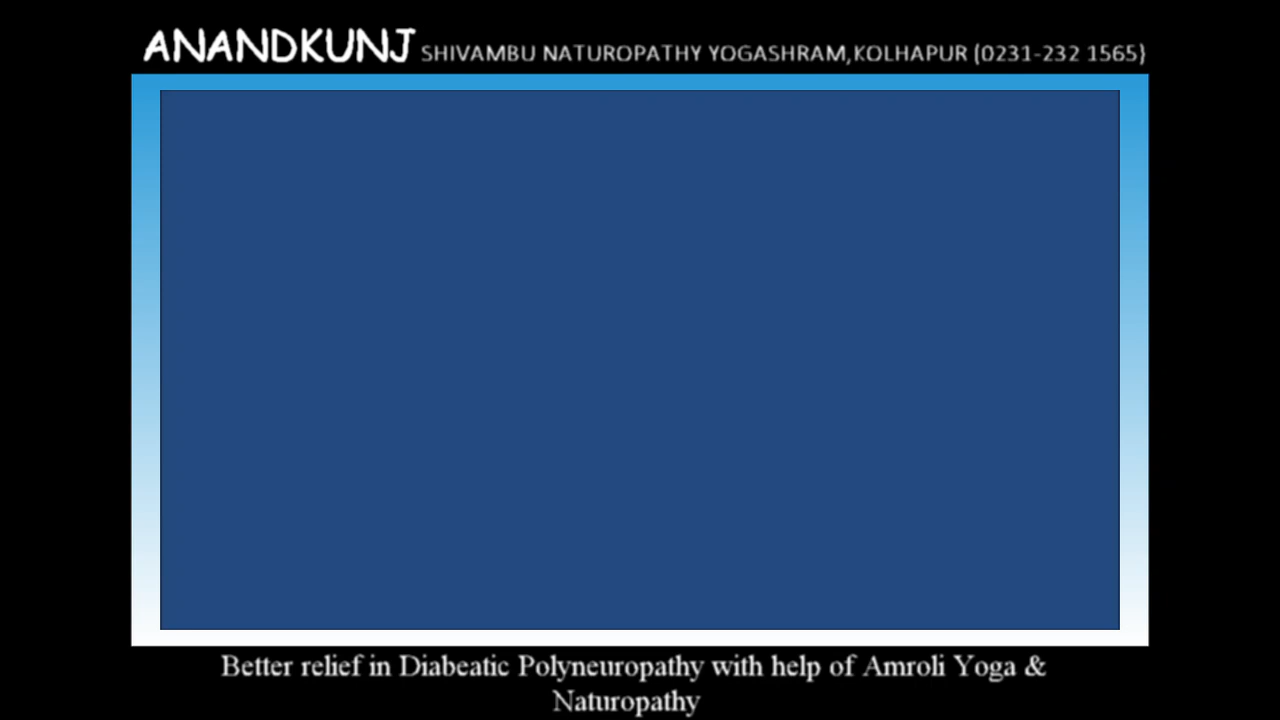 ANANDKUNJ SHIVAMBU NATUROPATHY YOGASHRAM,KOLHAPUR (0231-232 1565)
Better relief in Diabeatic Polyneuropathy with help of Amroli Yoga &
Naturopathy